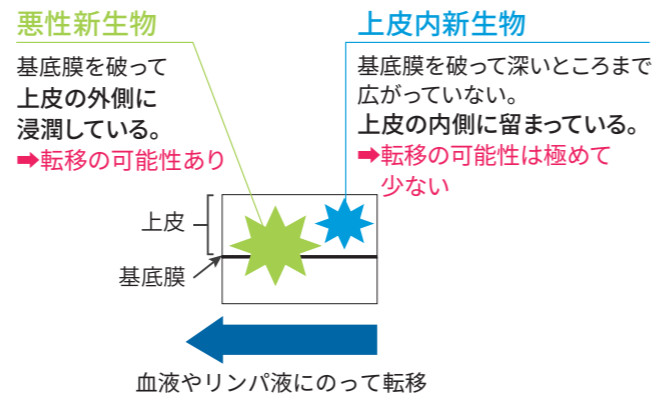 悪性新生物
基底膜を破って
上皮の外側に
浸潤している。
➡転移の可能性あり
上皮内新生物
基底膜を破って深いところまで
広がっていない。
上皮の内側に留まっている。
➡転移の可能性は極めて
少ない
上皮
基底膜
血液やリンパ液にのって転移